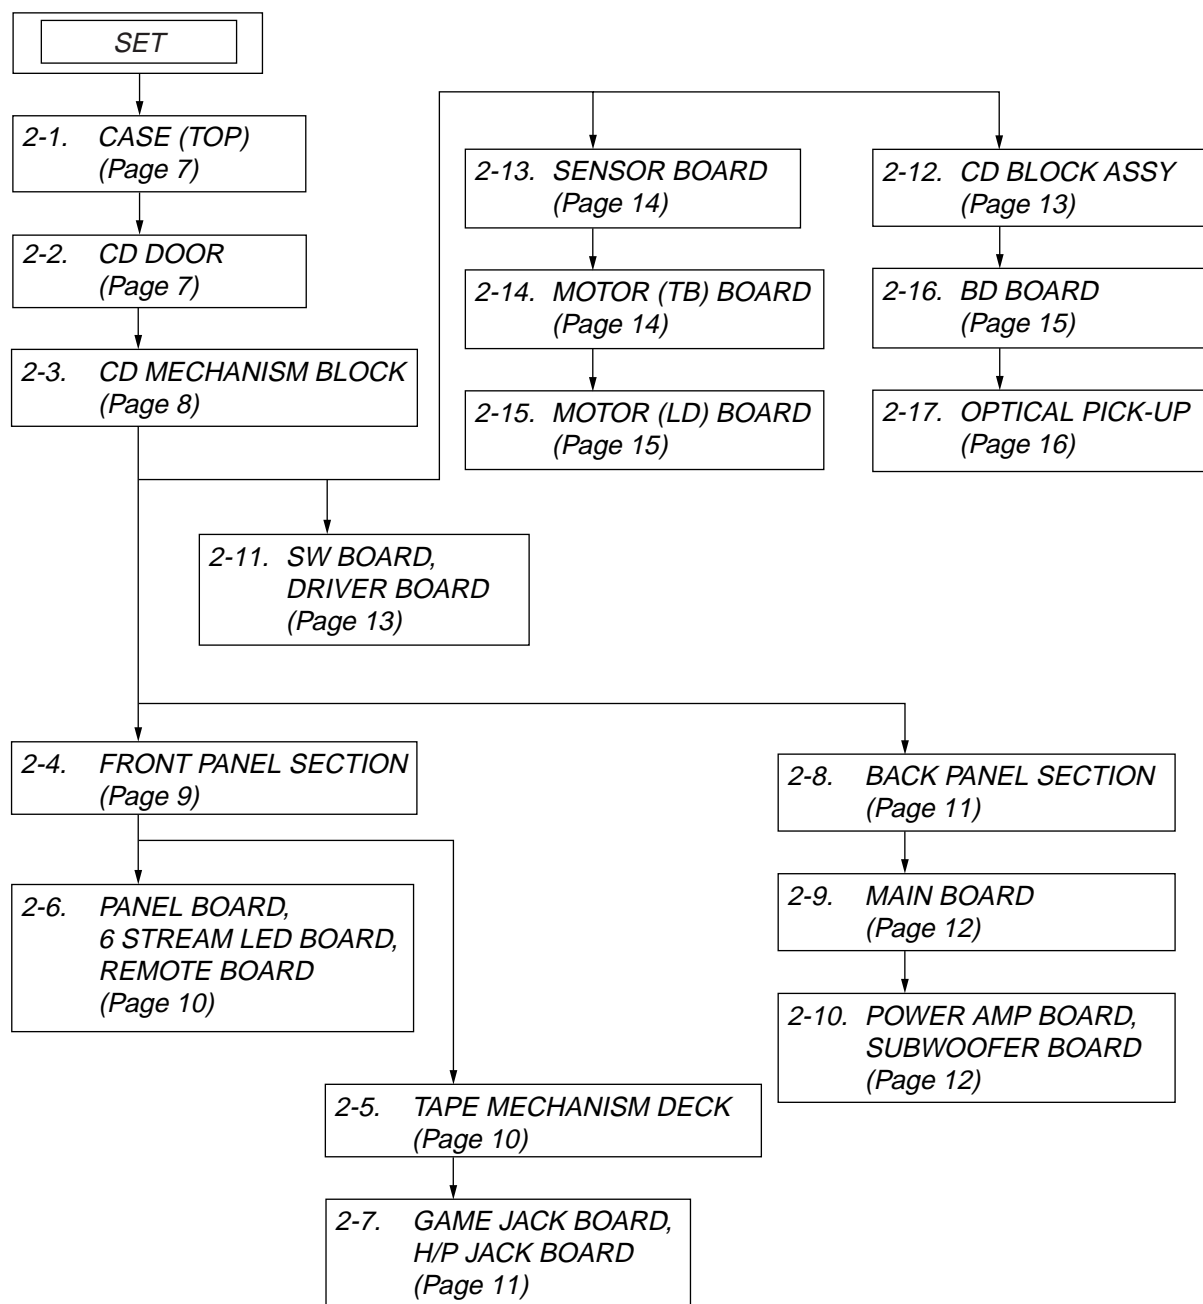 SET
2-1. CASE (TOP)
(Page 7)
2-2. CD DOOR
(Page 7)
2-3. CD MECHANISM BLOCK
(Page 8)
2-13. SENSOR BOARD
(Page 14)
2-14. MOTOR (TB) BOARD
(Page 14)
2-15. MOTOR (LD) BOARD
(Page 15)
2-12. CD BLOCK ASSY
(Page 13)
2-16. BD BOARD
(Page 15)
2-17. OPTICAL PICK-UP
(Page 16)
2-11. SW BOARD,
DRIVER BOARD
(Page 13)
2-4. FRONT PANEL SECTION
(Page 9)
2-6. PANEL BOARD,
6 STREAM LED BOARD,
REMOTE BOARD
(Page 10)
2-5. TAPE MECHANISM DECK
(Page 10)
2-7. GAME JACK BOARD,
H/P JACK BOARD
(Page 11)
2-8. BACK PANEL SECTION
(Page 11)
2-9. MAIN BOARD
(Page 12)
2-10. POWER AMP BOARD,
SUBWOOFER BOARD
(Page 12)